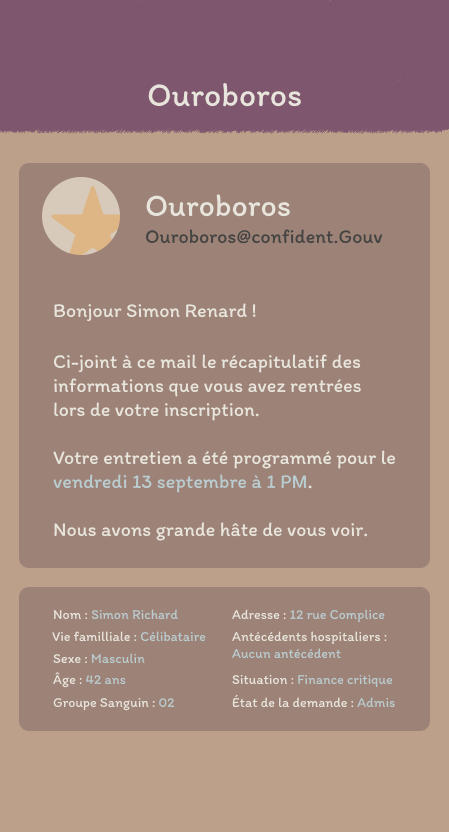 Ouroboros
Ouroboros
Ouroboros@confident.Gouv
Bonjour Simon Renard !
Ci-joint à ce mail le récapitulatif des
informations que vous avez rentrées
lors de votre inscription.
Votre entretien a été programmé pour le
vendredi 13 septembre à 1 PM.
Nous avons grande hâte de vous voir.
Nom : Simon Richard
Vie familliale : Célibataire
Sexe : Masculin
Âge : 42 ans
Groupe Sanguin : 02
Adresse : 12 rue Complice
Antécédents hospitaliers :
Aucun antécédent
Situation : Finance critique
État de la demande : Admis